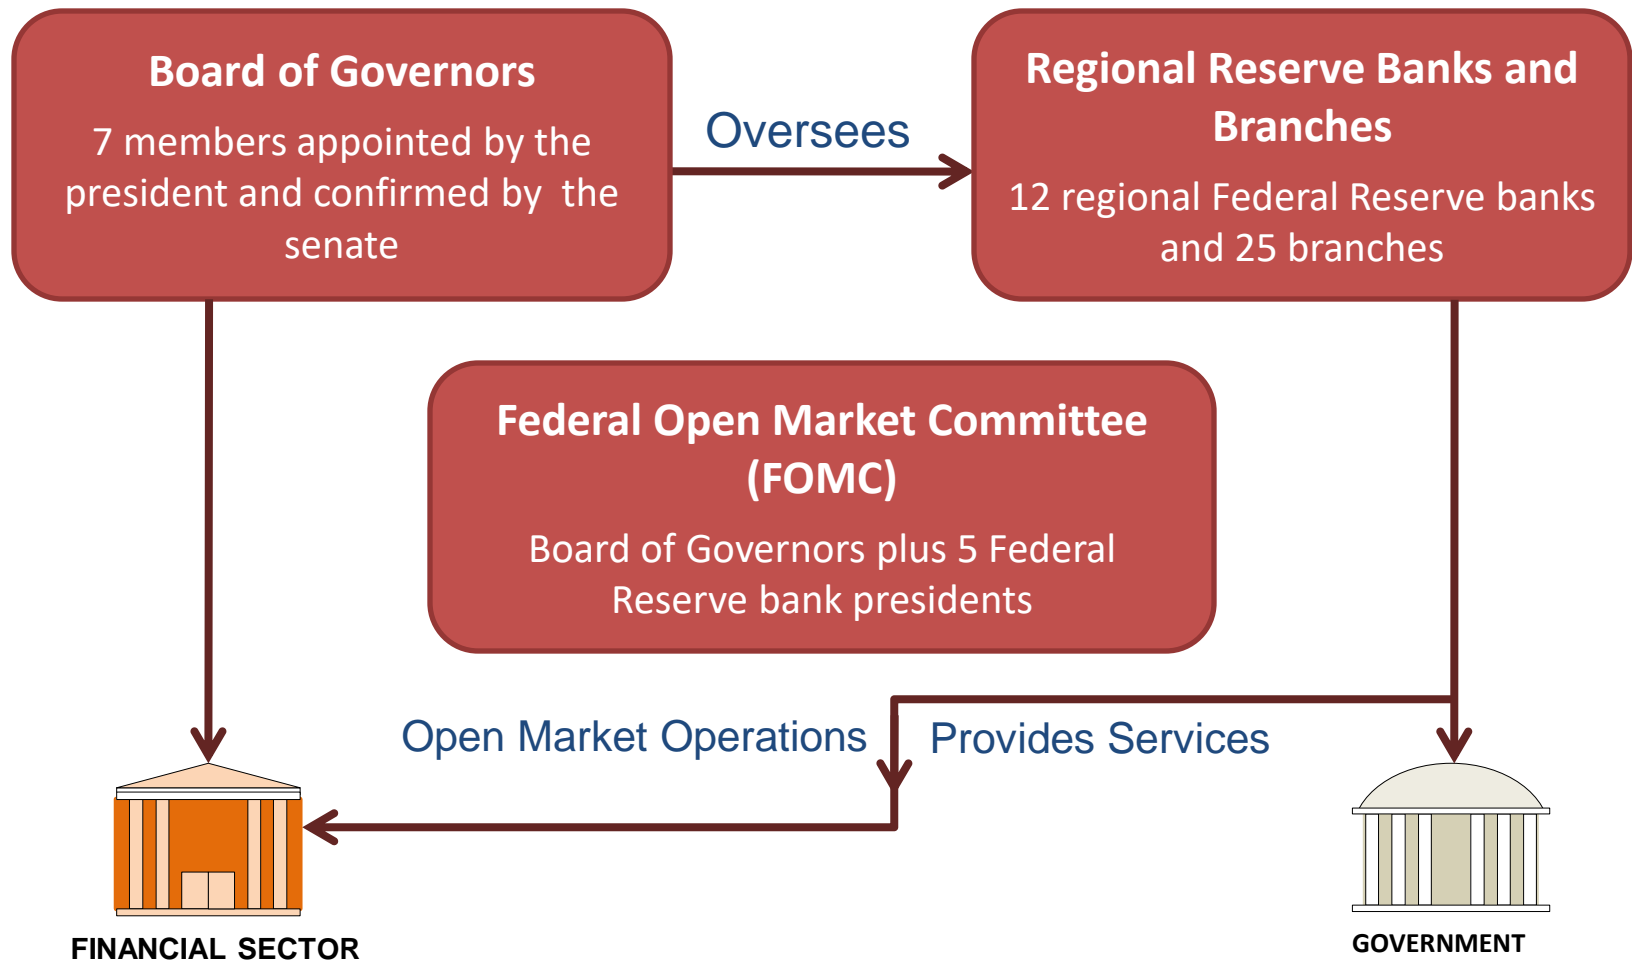 Board of Governors
7 members appointed by the
president and confirmed by  the
senate
Oversees
Regional Reserve Banks and
Branches
12 regional Federal Reserve banks
and 25 branches
Federal Open Market Committee
(FOMC)
Board of Governors plus 5 Federal
Reserve bank presidents
Open Market Operations
Provides Services
FINANCIAL SECTOR
GOVERNMENT